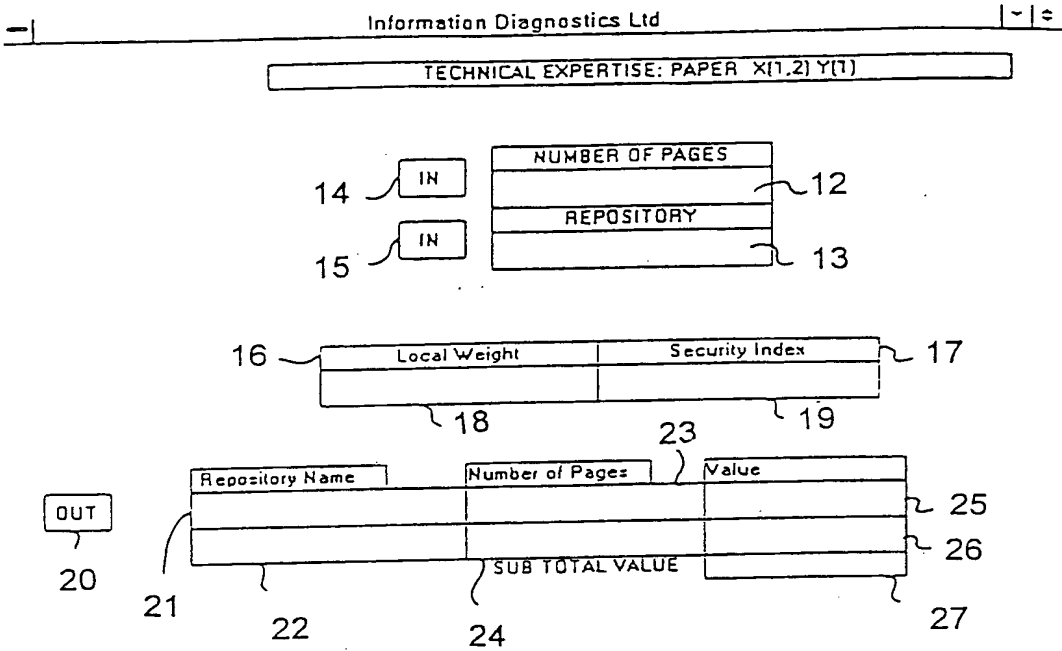 Information Diagnostics Ltd
TECHNICAL EXPERTISE: PAPER X(1,2) Y(1)
NUMBER OF PAGES
14 IN 12
REPOSITORY
15 IN 13
16 Local Weight Security Index 17
18 19
23
Repository Name Number of Pages Value
OUT 25
26
SUB TOTAL VALUE
20 21 22 24 27